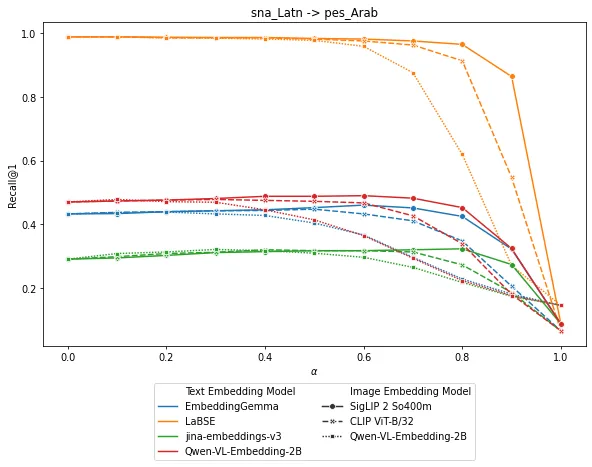 sna_Latn -> pes_Arab
1.0
0.8
0.6
0.4
0.2
Recall@1
0.0 0.2 0.4 0.6 0.8 1.0
α
Text Embedding Model Image Embedding Model
EmbeddingGemma SigLIP 2 So400m
LaBSE CLIP ViT-B/32
jina-embeddings-v3 Qwen-VL-Embedding-2B
Qwen-VL-Embedding-2B